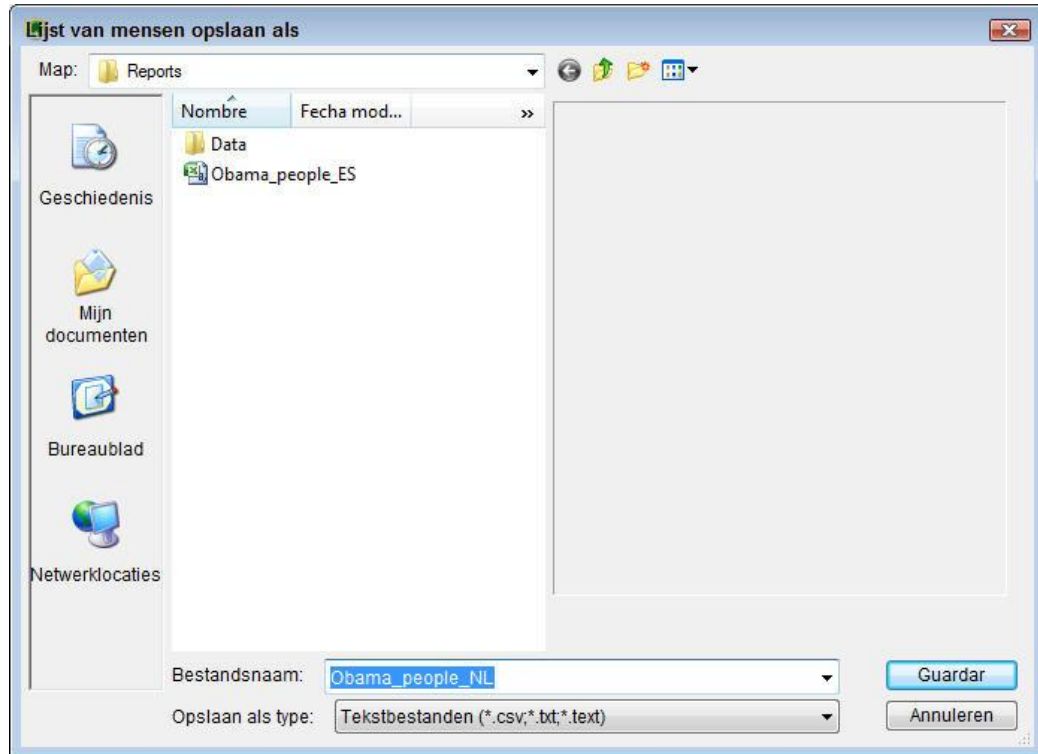 Lijst van mensen opslaan als
Map: Reports
Nombre Fecha mod... »
Data
Obama_people_ES
Geschiedenis
Mijn
documenten
Bureaublad
Netwerklocaties
Bestandsnaam: Obama_people_NL Guardar
Opslaan als type: Tekstbestanden (*.csv;*.txt;*.text) Annuleren